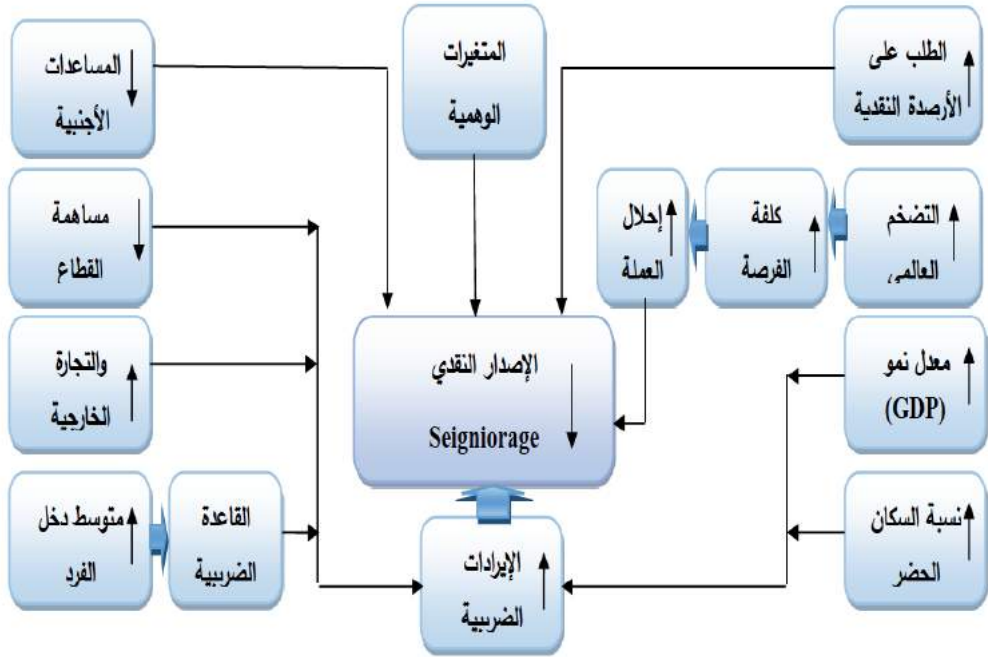 المساعدات
الأجنبية
المتغيرات
الوهمية
الطلب على
الأرصدة النقدية
مساهمة
القطاع
إحلال
العملة
كلفة
الفرصة
التضخم
العالمي
والتجارة
الخارجية
الإصدار النقدي
Seigniorage
معدل نمو
(GDP)
متوسط دخل
الفرد
القاعدة
الضريبية
الإيرادات
الضريبية
نسبة السكان
الحضر